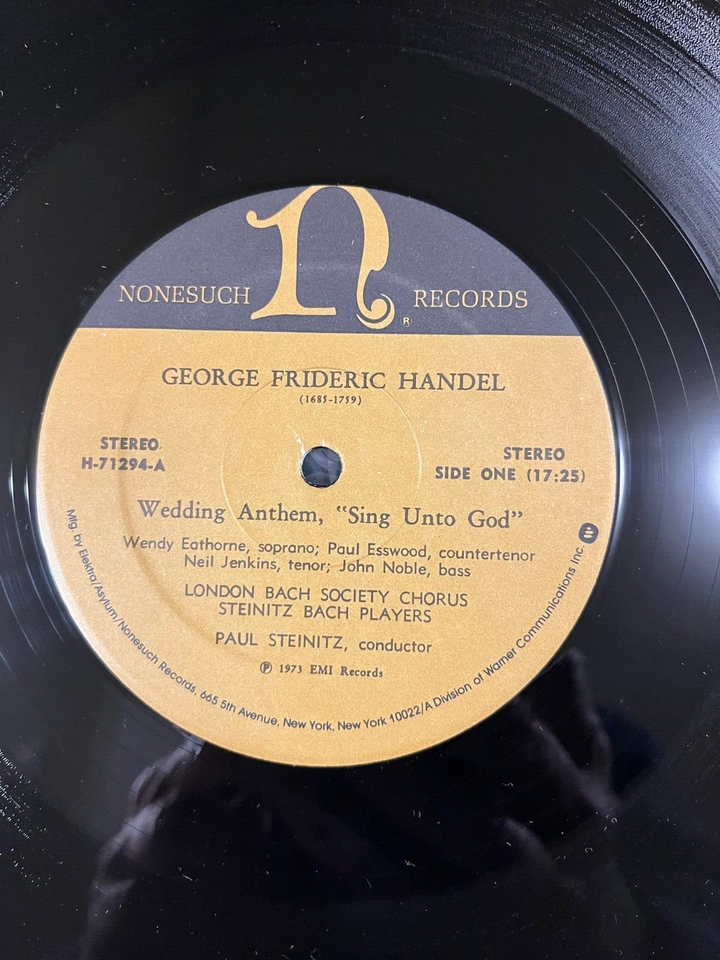 n
NONESUCH RECORDS
®
GEORGE FRIDERIC HANDEL
(1685-1759)
STEREO
H-71294-A
STEREO
SIDE ONE (17:25)
Wedding Anthem, “Sing Unto God”
Wendy Eathorne, soprano; Paul Esswood, countertenor
Neil Jenkins, tenor; John Noble, bass
LONDON BACH SOCIETY CHORUS
STEINITZ BACH PLAYERS
PAUL STEINITZ, conductor
℗ 1973 EMI Records
Mfg. by Elektra/Asylum/Nonesuch Records, 665 5th Avenue, New York, New York 10022/A Division of Warner Communications Inc.